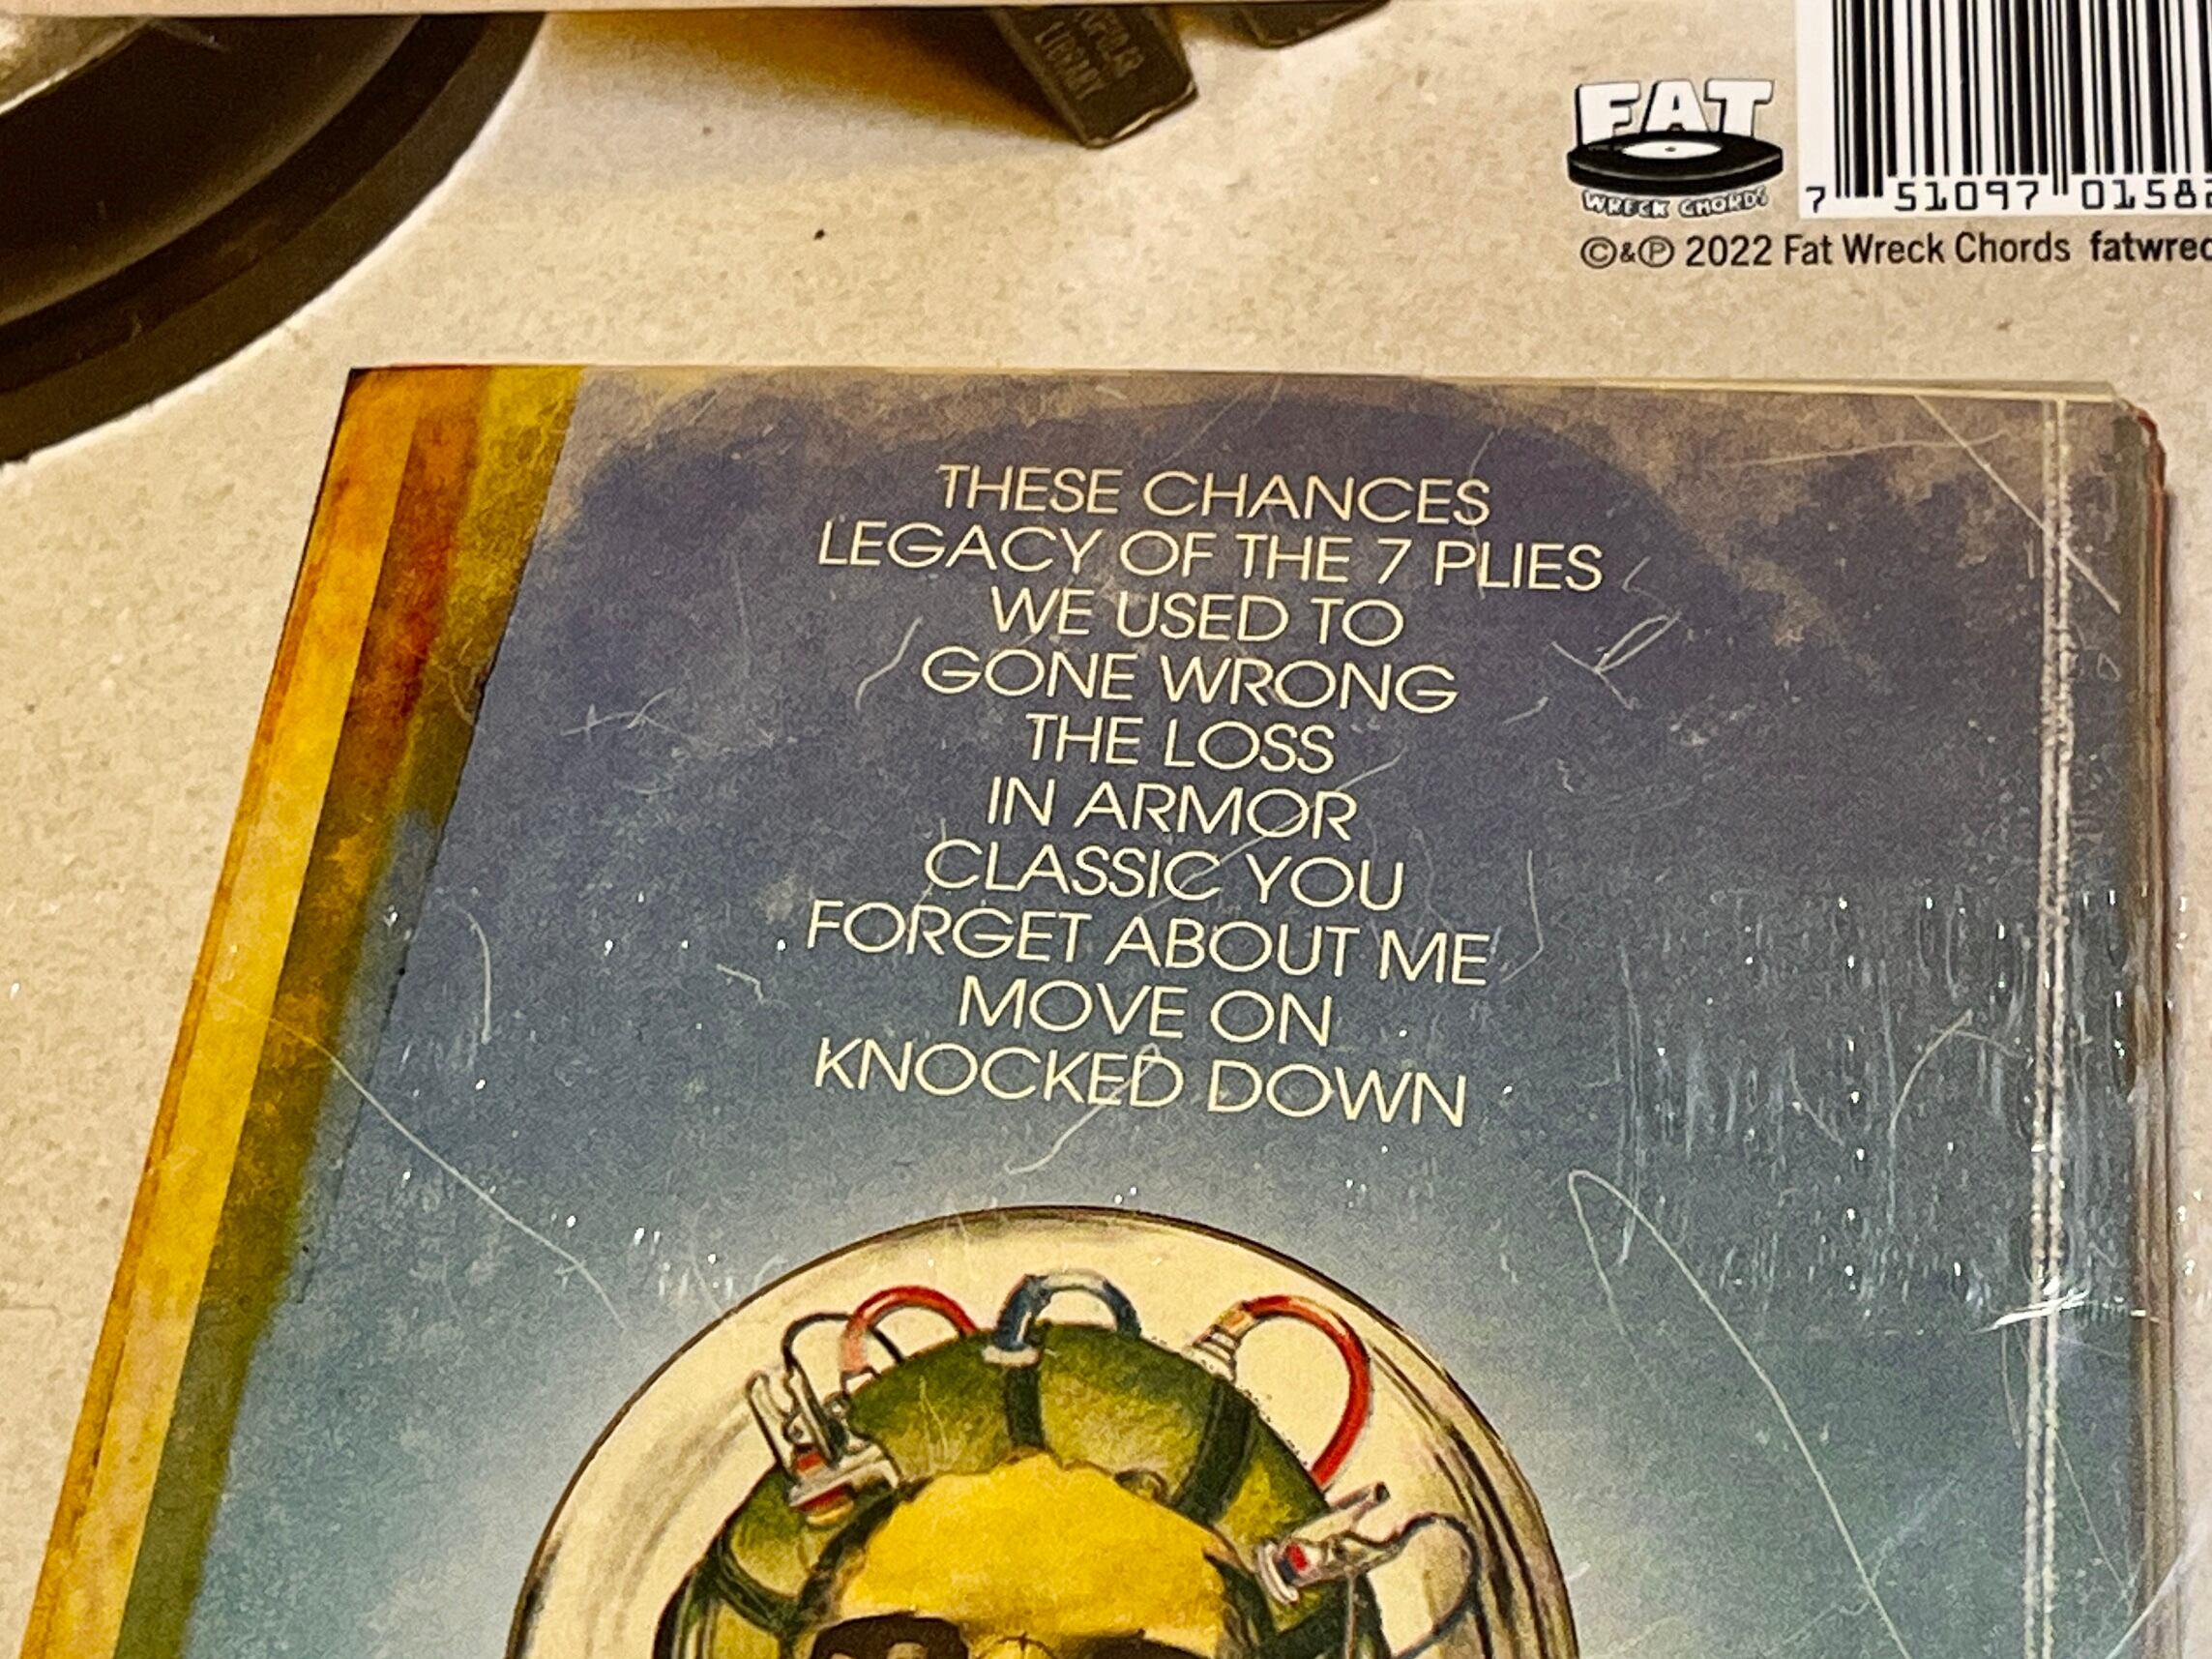 LIBRARY
FAT
WRECK CHORDS
7 51097 0158
©&℗ 2022 Fat Wreck Chords fatwrec
THESE CHANCES
LEGACY OF THE 7 PLIES
WE USED TO
GONE WRONG
THE LOSS
IN ARMOR
CLASSIC YOU
FORGET ABOUT ME
MOVE ON
KNOCKED DOWN